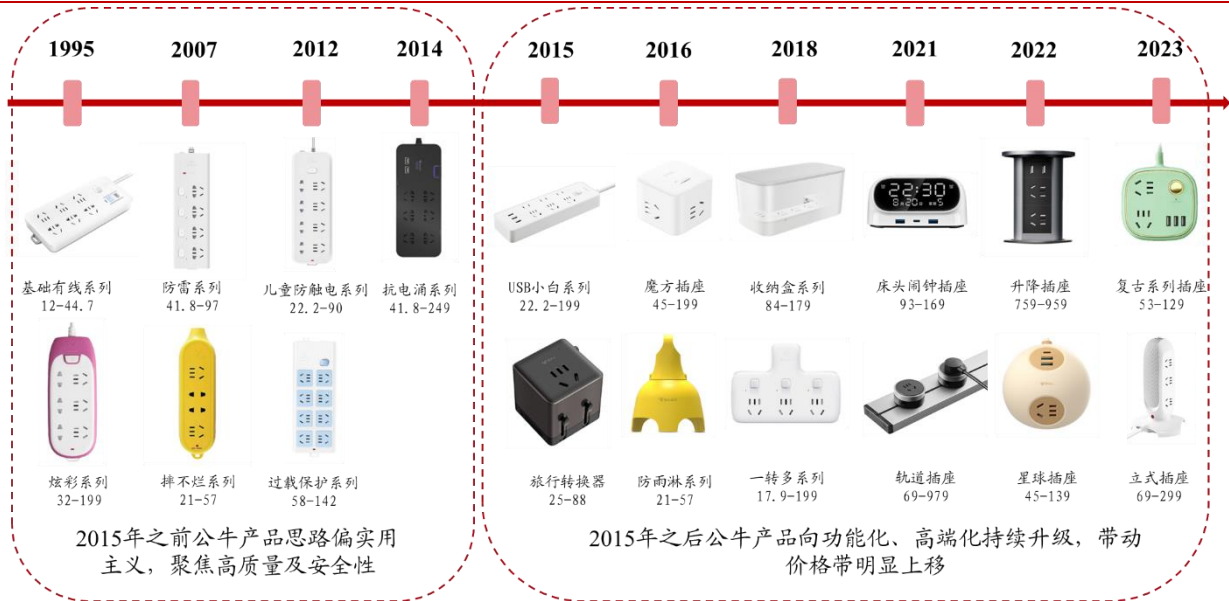 1995
2007
2012
2014
2015
2016
2018
2021
2022
2023
22:30
8月20日 周5
基础有线系列
12-44.7
防雷系列
41.8-97
儿童防触电系列
22.2-90
抗电涌系列
41.8-249
USB小白系列
22.2-199
魔方插座
45-199
收纳盒系列
84-179
床头闹钟插座
93-169
升降插座
759-959
复古系列插座
53-129
炫彩系列
32-199
摔不烂系列
21-57
过载保护系列
58-142
旅行转换器
25-88
防雨淋系列
21-57
一转多系列
17.9-199
轨道插座
69-979
星球插座
45-139
立式插座
69-299
2015年之前公牛产品思路偏实用
主义，聚焦高质量及安全性
2015年之后公牛产品向功能化、高端化持续升级，带动
价格带明显上移